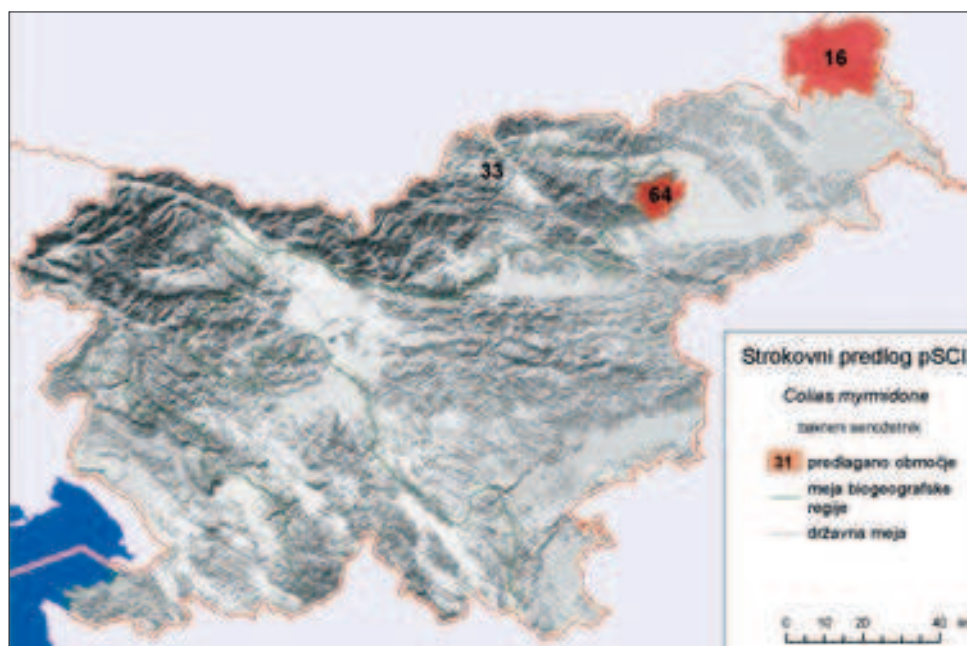 16
33
64
Strokovni predlog pSCI
Colias myrmidone
31 predlagano območje
meja biogeografske
regije
državna meja
0 10 20 40